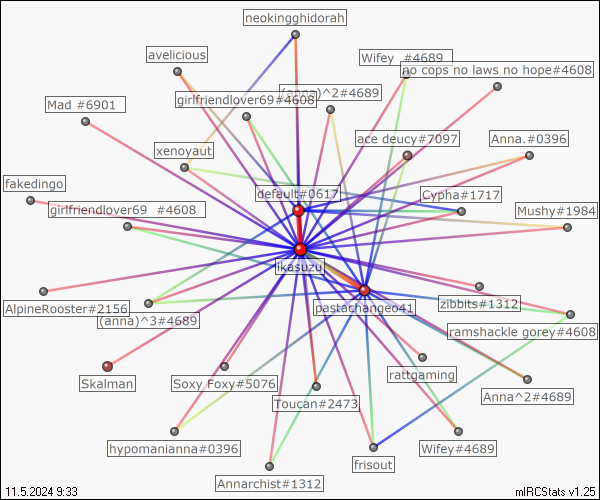 neokingghidorah
avelicious
Wifey_#4689
no cops no laws no hope#4608
(anna)^2#4689
girlfriendlover69#4608
Mad #6901
ace deucy#7097
Anna.#0396
xenoyaut
fakedingo
default#0617
Cypha#1717
girlfriendlover69_#4608
Mushy#1984
ikasuzu
AlpineRooster#2156
pastachangeo41
zibbits#1312
(anna)^3#4689
ramshackle gorey#4608
rattgaming
Skalman
Soxy Foxy#5076
Anna^2#4689
Toucan#2473
hypomanianna#0396
Wifey#4689
frisout
Annarchist#1312
11.5.2024 9:33
mIRCStats v1.25